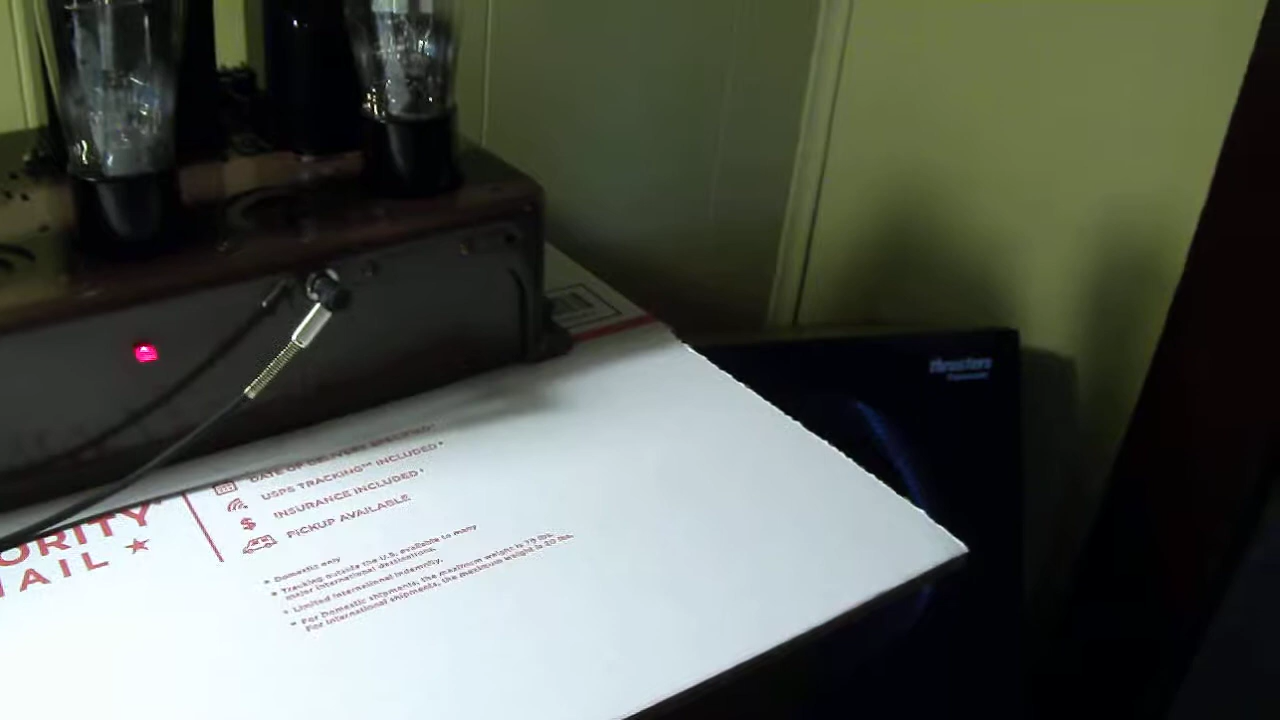 DATE OF DELIVERY SPECIFIED*
USPS TRACKING™ INCLUDED*
INSURANCE INCLUDED*
PICKUP AVAILABLE
ORITY
AIL
* Domestic only
* Tracking outside the U.S. available to many
major international destinations.
* Limited international indemnity.
* For Domestic shipments, the maximum weight is 70 lbs.
For international shipments, the maximum weight is 20 lbs.
thrusters